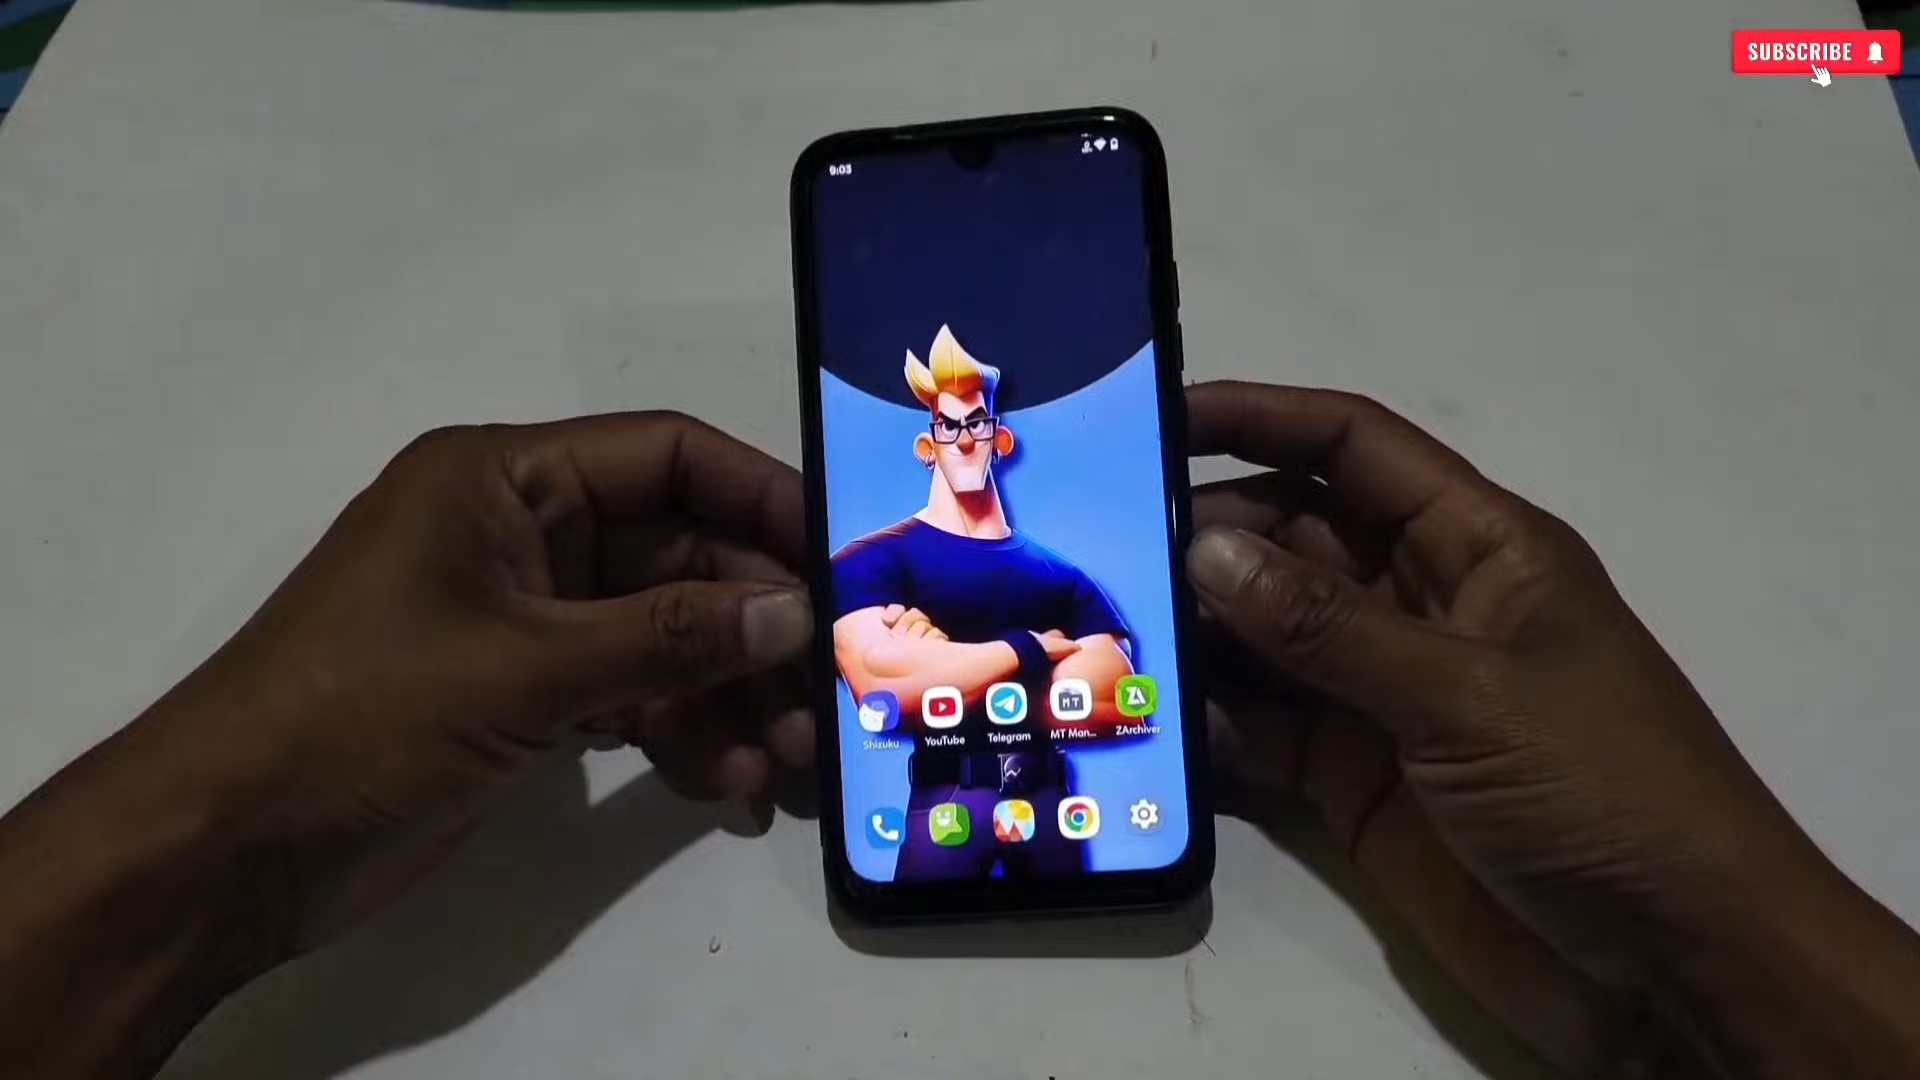 SUBSCRIBE
9:03
Shizuku
YouTube
Telegram
MT Man...
ZArchiver